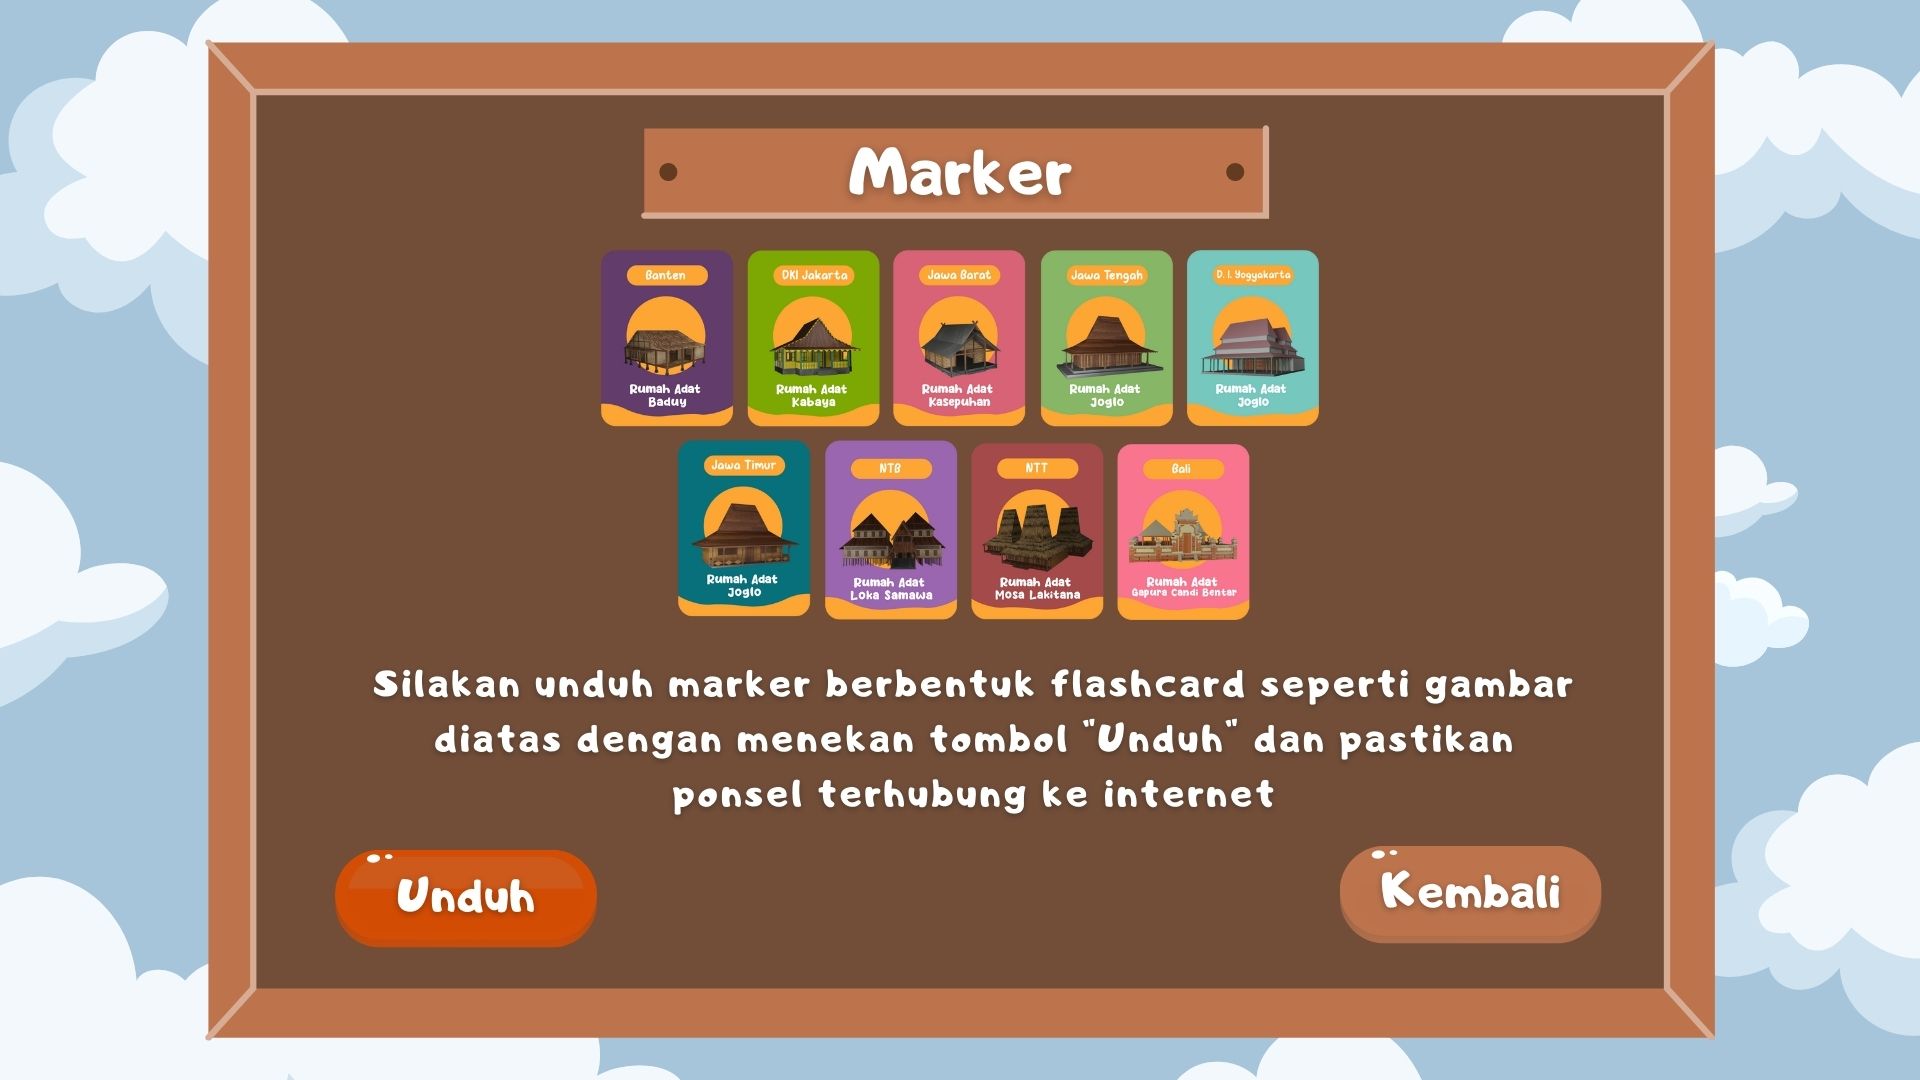 Marker
Banten
Rumah Adat
Baduy
DKI Jakarta
Rumah Adat
Kabaya
Jawa Barat
Rumah Adat
Kasepuhan
Jawa Tengah
Rumah Adat
Joglo
D. I. Yogyakarta
Rumah Adat
Joglo
Jawa Timur
Rumah Adat
Joglo
NTB
Rumah Adat
Loka Samawa
NTT
Rumah Adat
Mosa Lakitana
Bali
Rumah Adat
Gapura Candi Bentar
Silakan unduh marker berbentuk flashcard seperti gambar
diatas dengan menekan tombol "Unduh" dan pastikan
ponsel terhubung ke internet
Unduh
Kembali